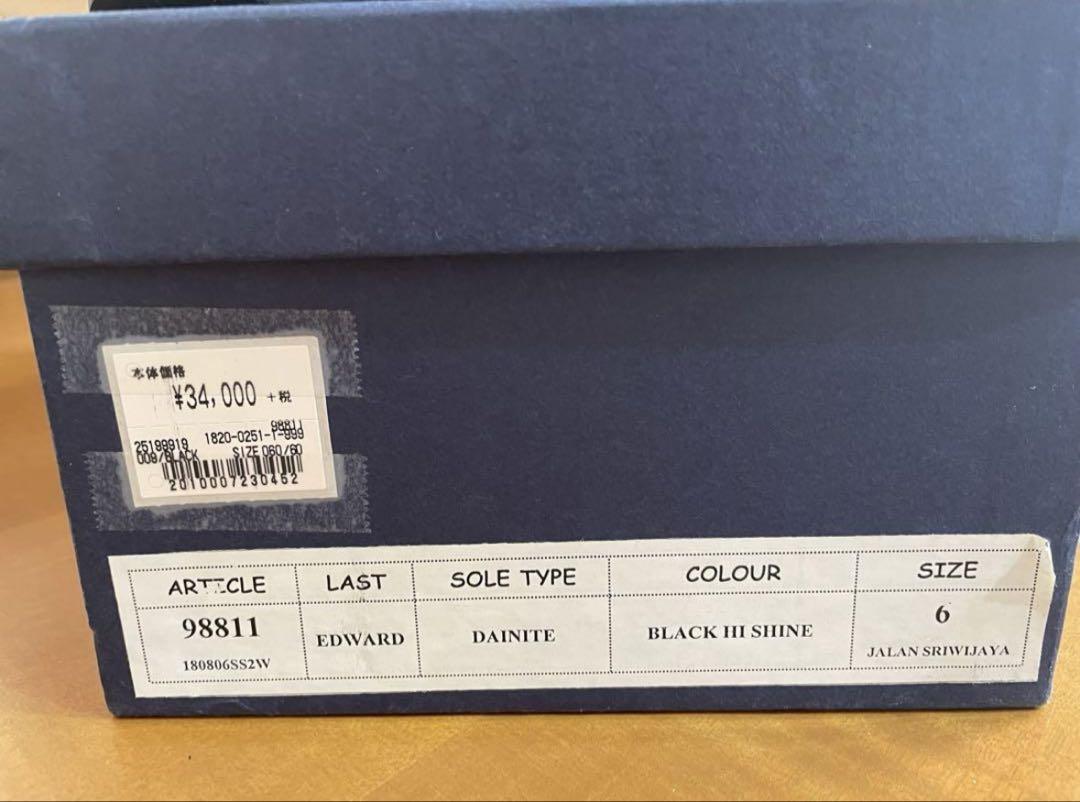 本体価格
¥34,000 +税
98811
25199919 1820-0251-1-999
009/BLACK SIZE 060/60
2010007230452
ARTICLE LAST SOLE TYPE COLOUR SIZE
98811 EDWARD DAINITE BLACK HI SHINE 6
180806SS2W JALAN SRIWIJAYA